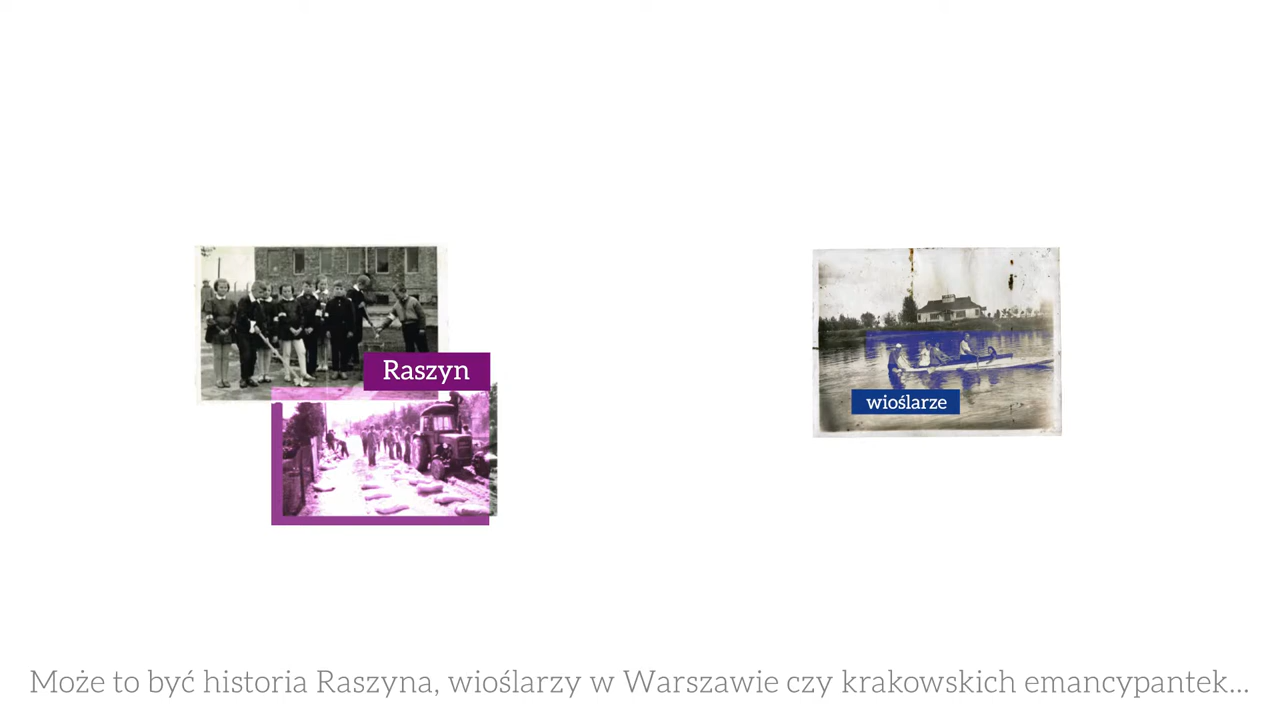 Raszyn
wioślarze
Może to być historia Raszyna, wioślarzy w Warszawie czy krakowskich emancypantek...